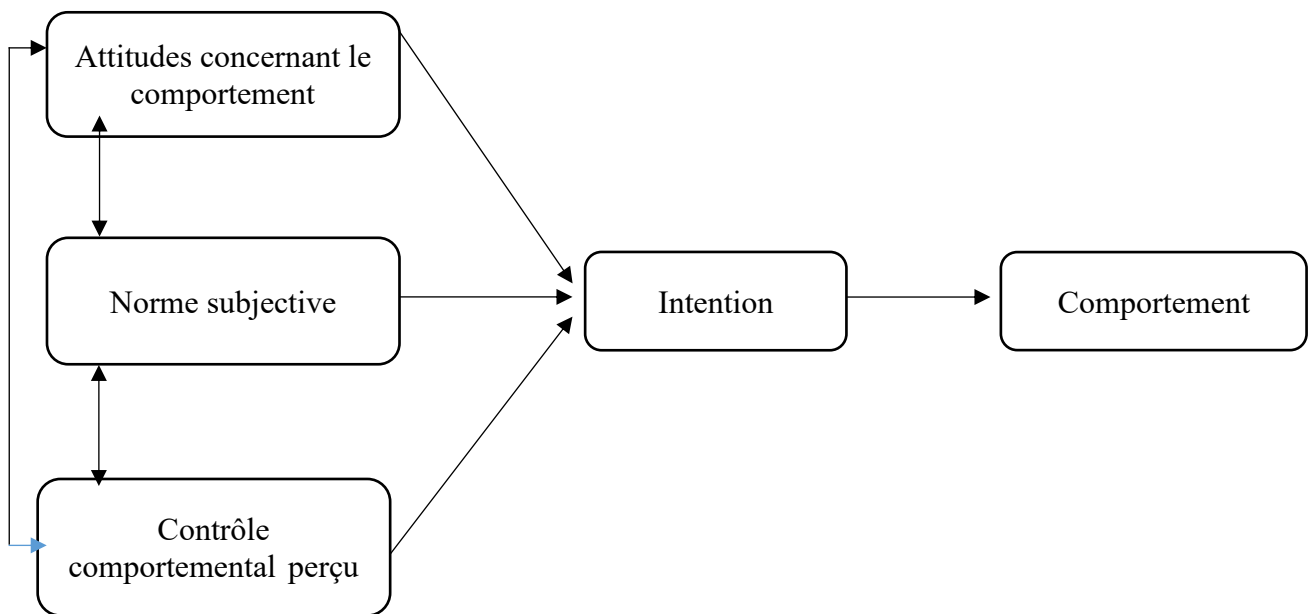 Attitudes concernant le
comportement
Norme subjective
Intention
Comportement
Contrôle
comportemental perçu